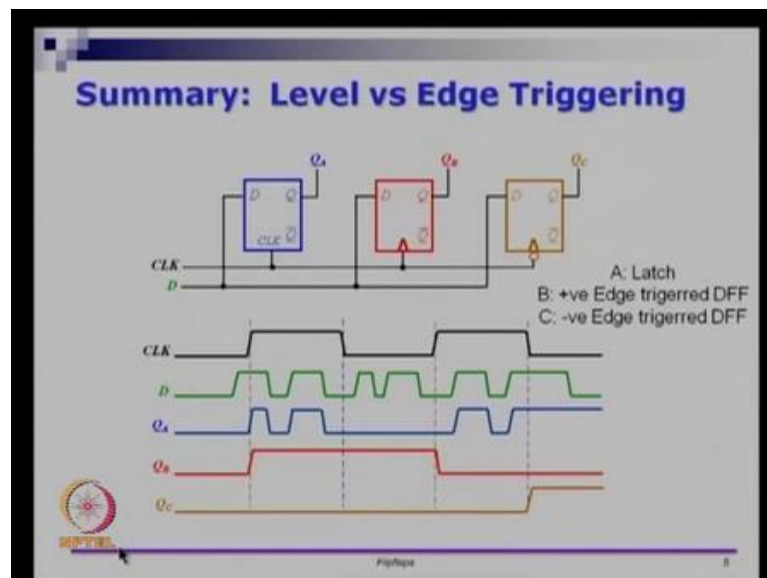 Summary: Level vs Edge Triggering
QA QB QC
D Q D Q D Q
CLK Q Q Q
CLK
D
A: Latch
B: +ve Edge trigerred DFF
C: -ve Edge trigerred DFF
CLK
D
QA
QB
QC
NPTEL
Flipflops 5